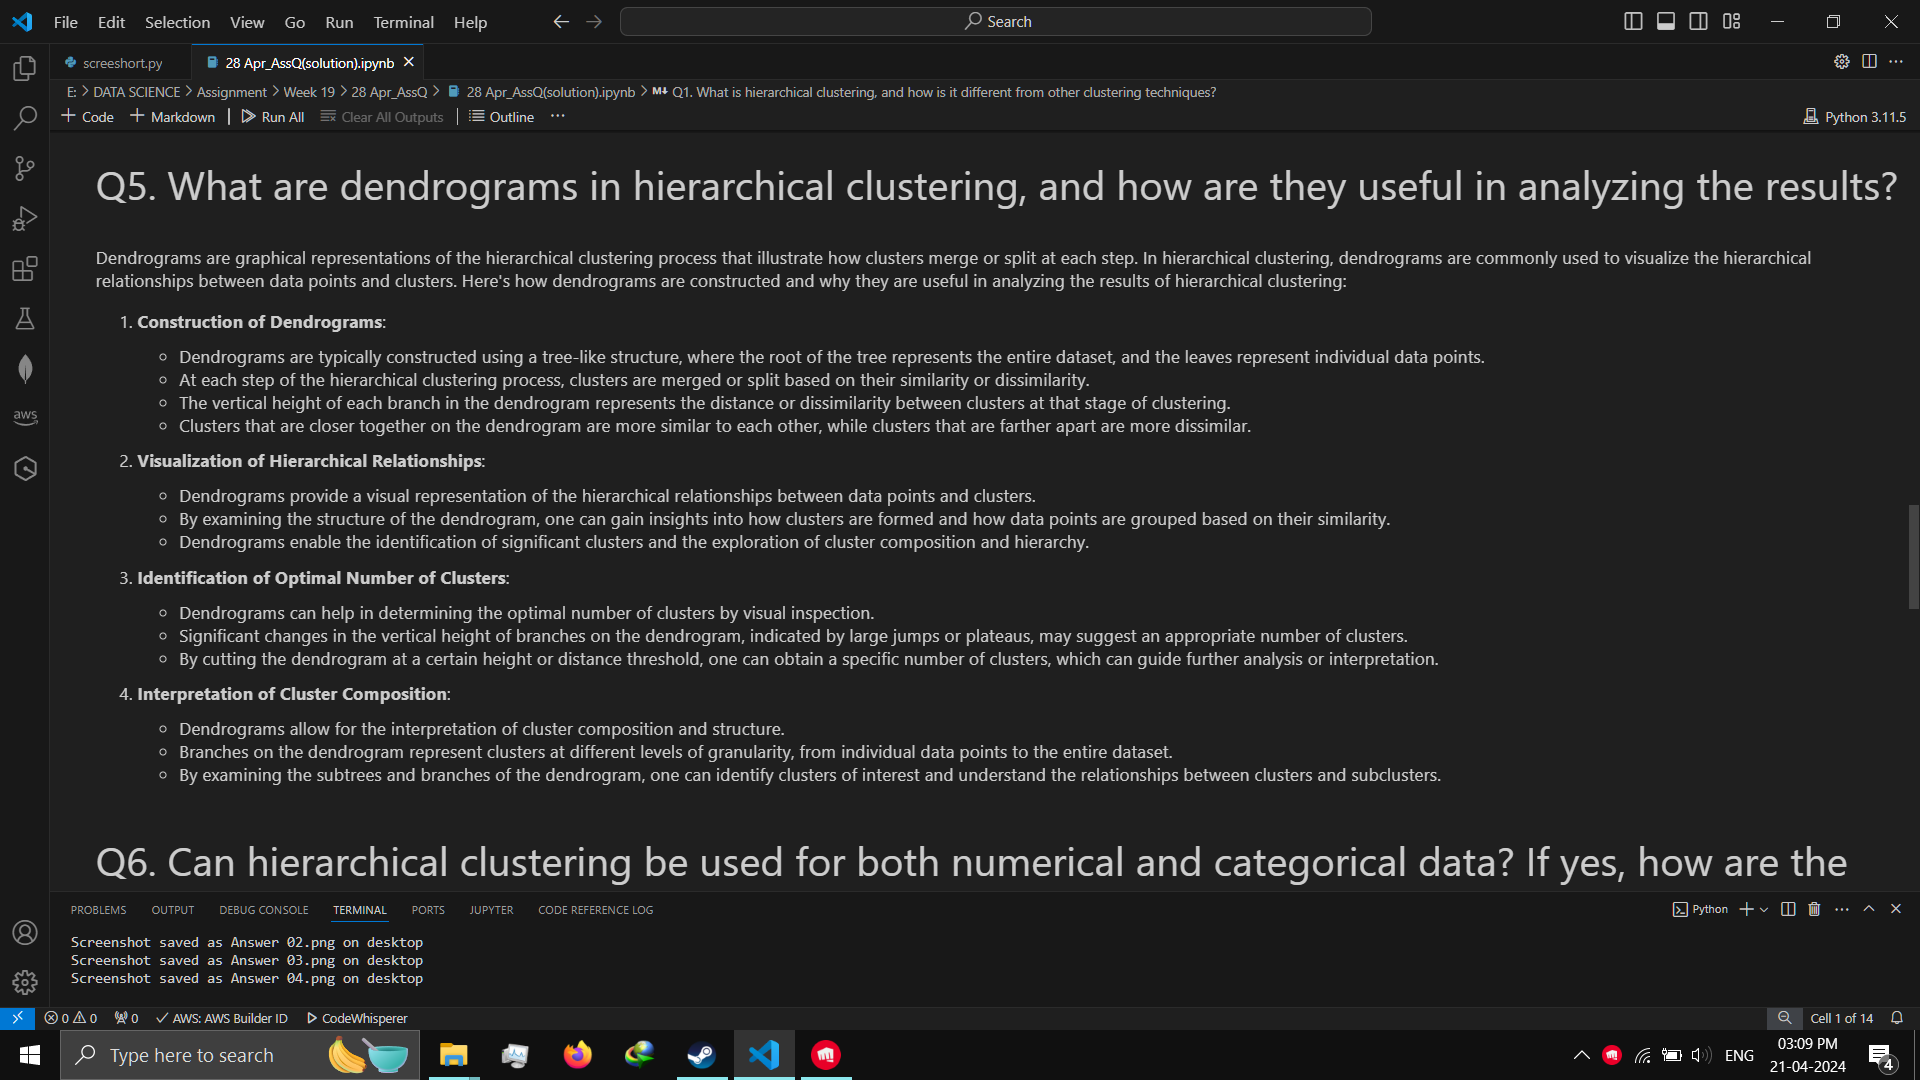 File Edit Selection View Go Run Terminal Help
Search
screeshort.py
28 Apr_AssQ(solution).ipynb
E: > DATA SCIENCE > Assignment > Week 19 > 28 Apr_AssQ > 28 Apr_AssQ(solution).ipynb > M↓ Q1. What is hierarchical clustering, and how is it different from other clustering techniques?
+ Code + Markdown | Run All Clear All Outputs | Outline ···
Python 3.11.5
aws
Q5. What are dendrograms in hierarchical clustering, and how are they useful in analyzing the results?
Dendrograms are graphical representations of the hierarchical clustering process that illustrate how clusters merge or split at each step. In hierarchical clustering, dendrograms are commonly used to visualize the hierarchical
relationships between data points and clusters. Here's how dendrograms are constructed and why they are useful in analyzing the results of hierarchical clustering:
1. Construction of Dendrograms:
◦ Dendrograms are typically constructed using a tree-like structure, where the root of the tree represents the entire dataset, and the leaves represent individual data points.
◦ At each step of the hierarchical clustering process, clusters are merged or split based on their similarity or dissimilarity.
◦ The vertical height of each branch in the dendrogram represents the distance or dissimilarity between clusters at that stage of clustering.
◦ Clusters that are closer together on the dendrogram are more similar to each other, while clusters that are farther apart are more dissimilar.
2. Visualization of Hierarchical Relationships:
◦ Dendrograms provide a visual representation of the hierarchical relationships between data points and clusters.
◦ By examining the structure of the dendrogram, one can gain insights into how clusters are formed and how data points are grouped based on their similarity.
◦ Dendrograms enable the identification of significant clusters and the exploration of cluster composition and hierarchy.
3. Identification of Optimal Number of Clusters:
◦ Dendrograms can help in determining the optimal number of clusters by visual inspection.
◦ Significant changes in the vertical height of branches on the dendrogram, indicated by large jumps or plateaus, may suggest an appropriate number of clusters.
◦ By cutting the dendrogram at a certain height or distance threshold, one can obtain a specific number of clusters, which can guide further analysis or interpretation.
4. Interpretation of Cluster Composition:
◦ Dendrograms allow for the interpretation of cluster composition and structure.
◦ Branches on the dendrogram represent clusters at different levels of granularity, from individual data points to the entire dataset.
◦ By examining the subtrees and branches of the dendrogram, one can identify clusters of interest and understand the relationships between clusters and subclusters.
Q6. Can hierarchical clustering be used for both numerical and categorical data? If yes, how are the
PROBLEMS OUTPUT DEBUG CONSOLE TERMINAL PORTS JUPYTER CODE REFERENCE LOG
Python
Screenshot saved as Answer 02.png on desktop
Screenshot saved as Answer 03.png on desktop
Screenshot saved as Answer 04.png on desktop
0 0 0 AWS: AWS Builder ID CodeWhisperer
Cell 1 of 14
Type here to search
ENG
03:09 PM
21-04-2024
4